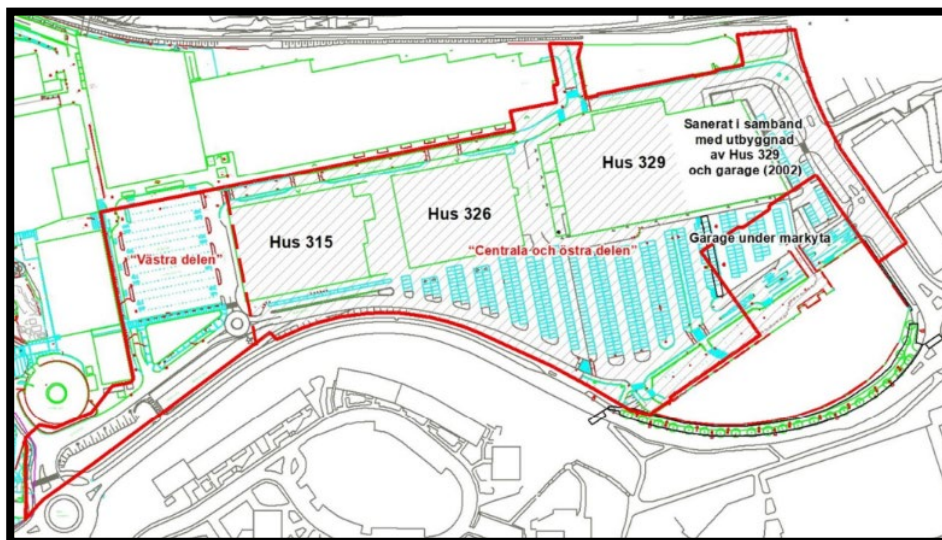 Sanerat i samband
med utbyggnad
av Hus 329
och garage (2002)
Hus 329
Hus 326
Hus 315
"Västra delen"
"Centrala och östra delen"
Garage under markyta